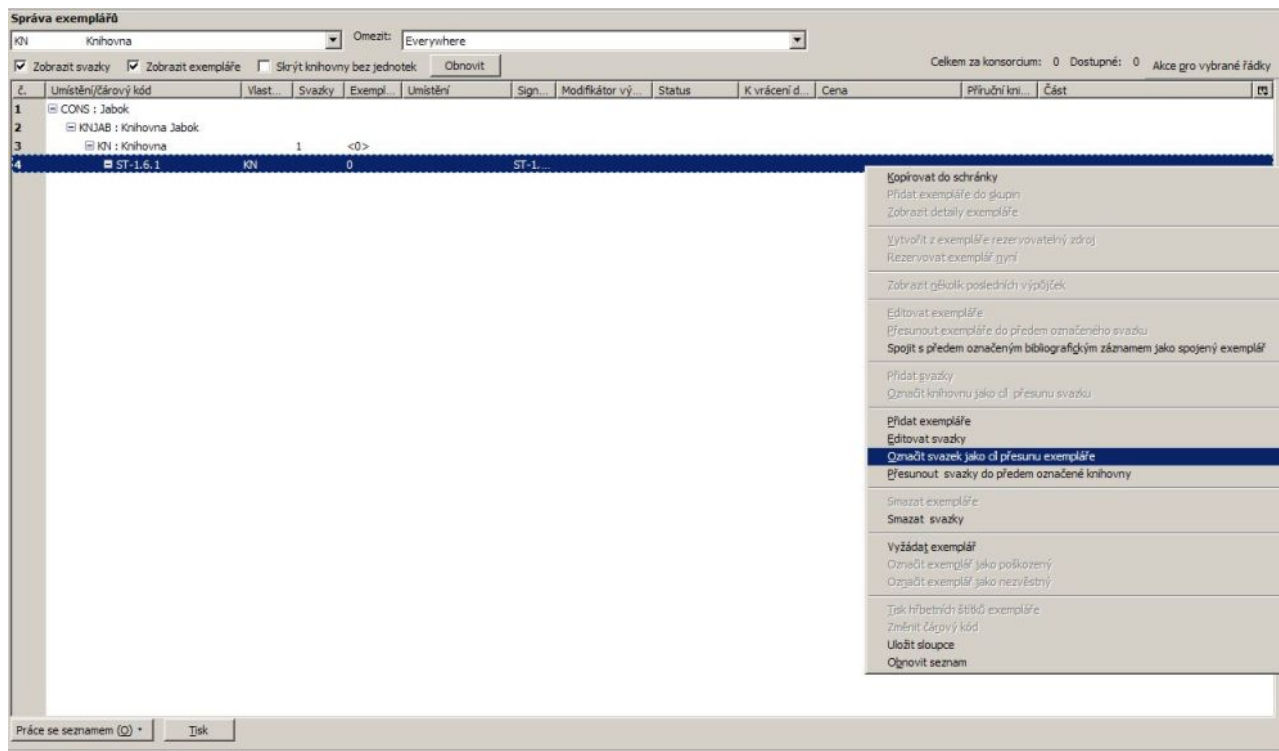 Správa exemplářů
KN Knihovna Omezit: Everywhere
Zobrazit svazky Zobrazit exempláře Skrýt knihovny bez jednotek Obnovit Celkem za konsorcium: 0 Dostupné: 0 Akce pro vybrané řádky
č. Umístění/čárový kód Vlast... Svazky Exempl... Umístění Sign... Modifikátor vý... Status K vrácení d... Cena Příruční kni... Část
1 CONS : Jabok
2 KNJAB : Knihovna Jabok
3 KN : Knihovna 1 <0>
4 ST-1.6.1 KN 0 ST-1....
Kopírovat do schránky
Přidat exempláře do skupin
Zobrazit detaily exempláře
Vytvořit z exempláře rezervovatelný zdroj
Rezervovat exemplář nyní
Zobrazit několik posledních výpůjček
Editovat exempláře
Přesunout exempláře do předem označeného svazku
Spojit s předem označeným bibliografickým záznamem jako spojený exemplář
Přidat svazky
Označit knihovnu jako cíl přesunu svazku
Přidat exempláře
Editovat svazky
Označit svazek jako cíl přesunu exempláře
Přesunout svazky do předem označené knihovny
Smazat exempláře
Smazat svazky
Vyžádat exemplář
Označit exemplář jako poškozený
Označit exemplář jako nezvěstný
Tisk hřbetních štítků exempláře
Změnit čárový kód
Uložit sloupce
Obnovit seznam
Práce se seznamem (O) Tisk